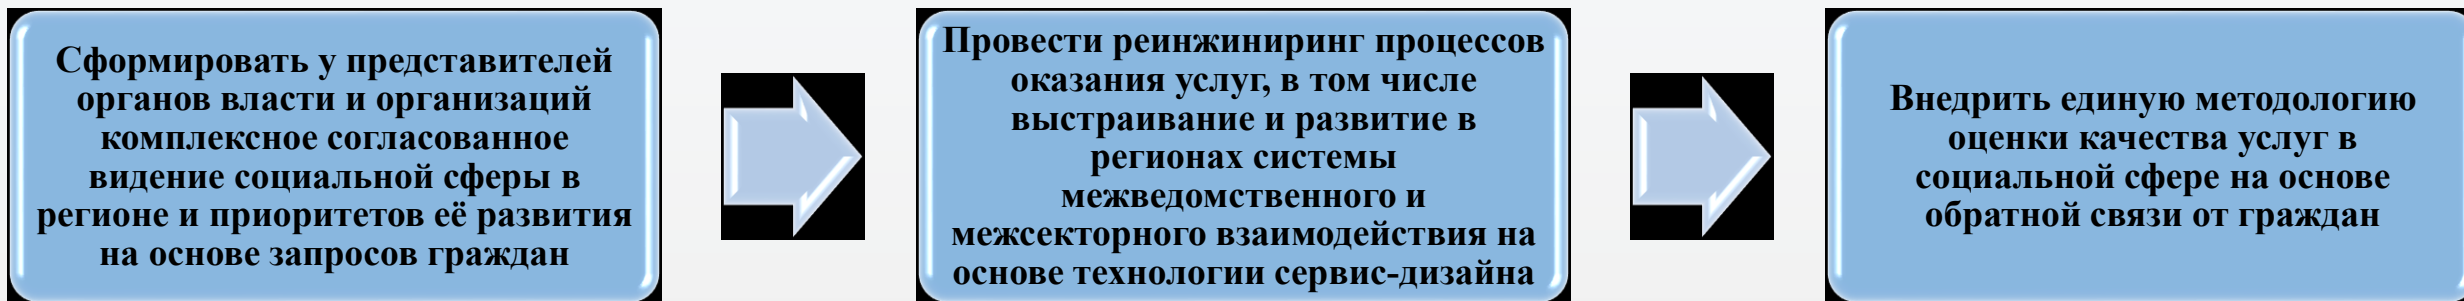 Сформировать у представителей
органов власти и организаций
комплексное согласованное
видение социальной сферы в
регионе и приоритетов её развития
на основе запросов граждан
Провести реинжиниринг процессов
оказания услуг, в том числе
выстраивание и развитие в
регионах системы
межведомственного и
межсекторного взаимодействия на
основе технологии сервис-дизайна
Внедрить единую методологию
оценки качества услуг в
социальной сфере на основе
обратной связи от граждан